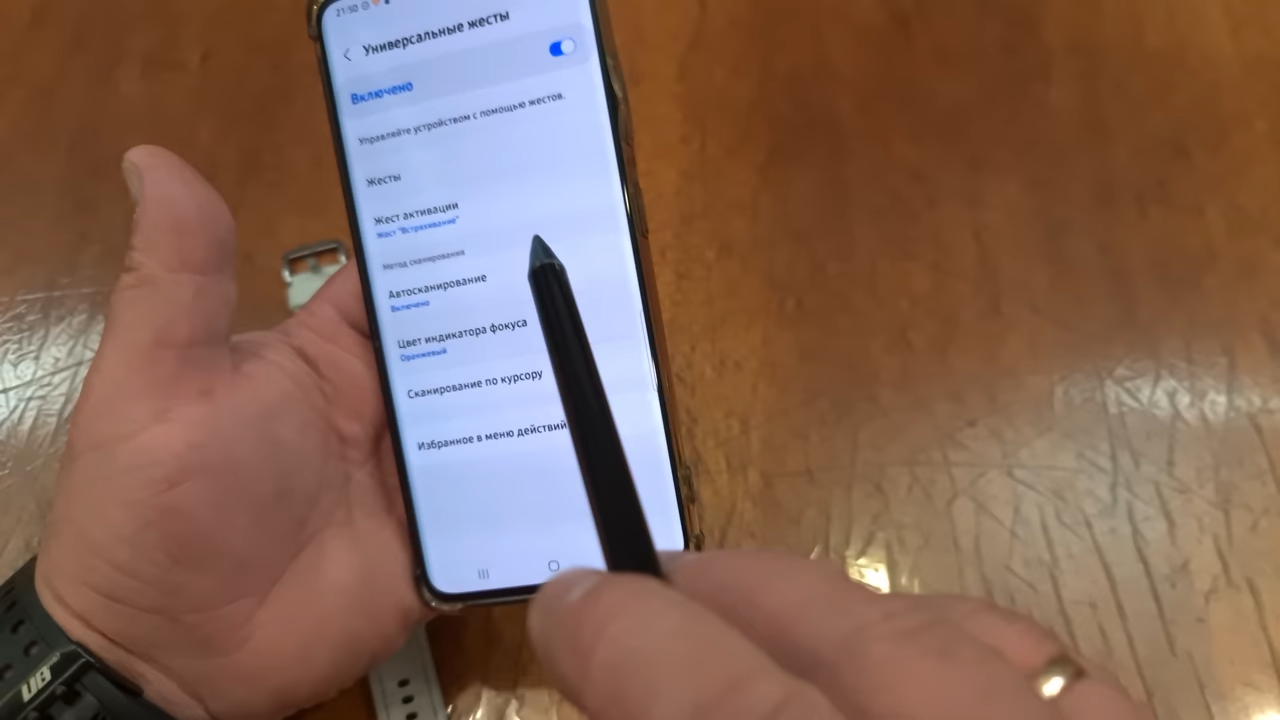 21:50
Универсальные жесты
Включено
Управляйте устройством с помощью жестов.
Жесты
Жест активации
Жест "Встряхивание"
Метод сканирования
Автосканирование
Включено
Цвет индикатора фокуса
Оранжевый
Сканирование по курсору
Избранное в меню действий
UB